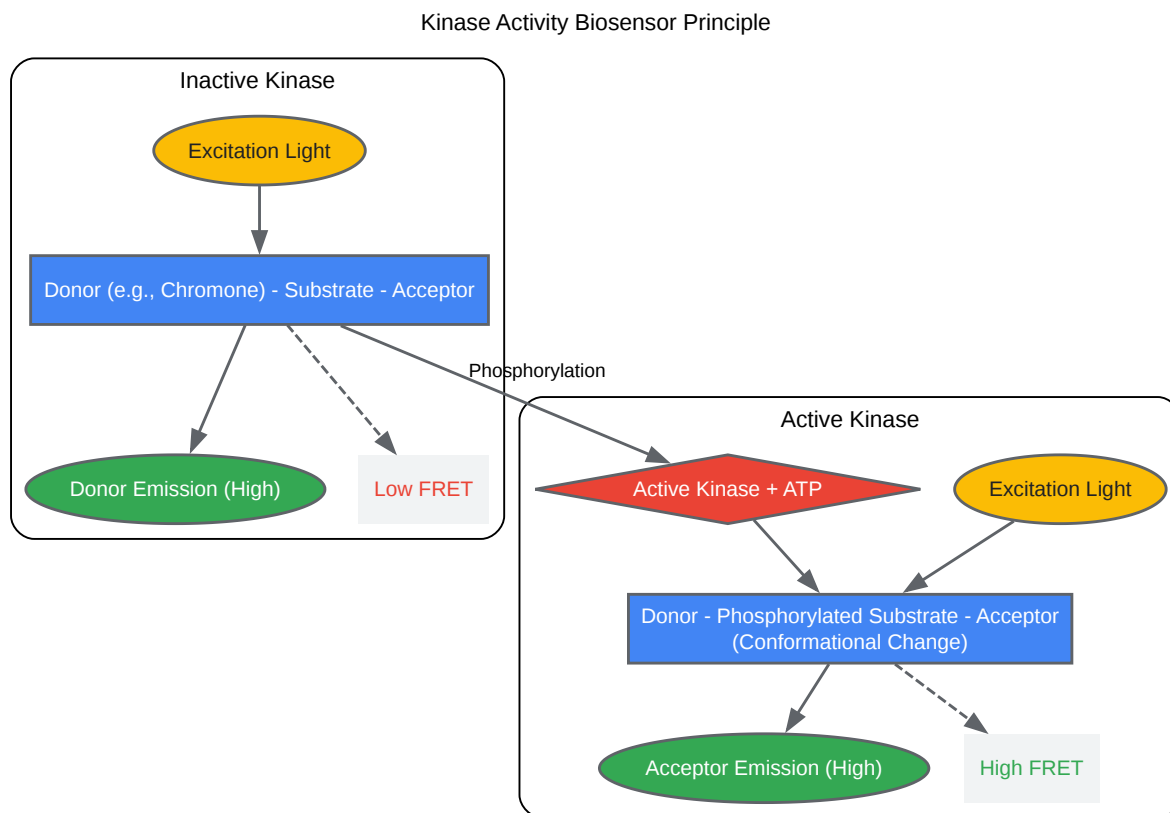 Kinase Activity Biosensor Principle
Inactive Kinase
Excitation Light
Donor (e.g., Chromone) - Substrate - Acceptor
Phosphorylation
Donor Emission (High)
Low FRET
Active Kinase
Active Kinase + ATP
Excitation Light
Donor - Phosphorylated Substrate - Acceptor
(Conformational Change)
Acceptor Emission (High)
High FRET